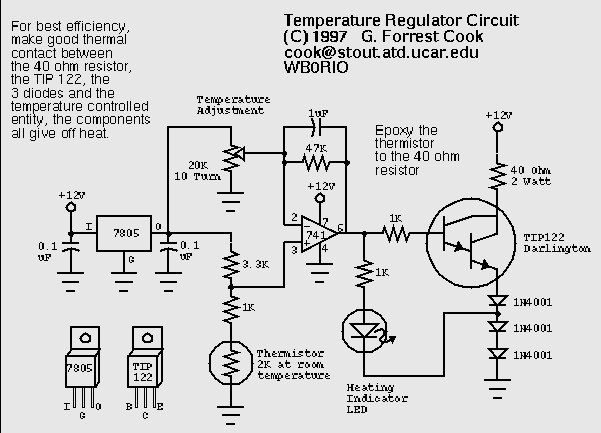 Temperature Regulator Circuit
(C) 1997 G. Forrest Cook
cook@stout.atd.ucar.edu
WB0RIO
For best efficiency,
make good thermal
contact between
the 40 ohm resistor,
the TIP 122, the
3 diodes and the
temperature controlled
entity, the components
all give off heat.
Temperature
Adjustment
20K
10 Turn
1uF
47K
Epoxy the
thermistor
to the 40 ohm
resistor
+12V
40 Ohm
2 Watt
+12V
I
7805
O
G
0.1
uF
0.1
uF
+12V
2
-
7
741
6
3
+
4
1K
TIP122
Darlington
3.3K
1K
1K
1N4001
1N4001
1N4001
Thermistor
2K at room
temperature
Heating
Indicator
LED
7805
I O
G
TIP
122
B E
C